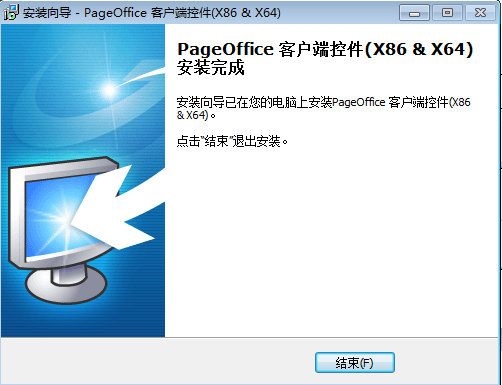 安装向导 - PageOffice 客户端控件(X86 & X64)
PageOffice 客户端控件(X86 & X64)
安装完成
安装向导已在您的电脑上安装PageOffice 客户端控件(X86
& X64)。
点击“结束”退出安装。
结束(F)